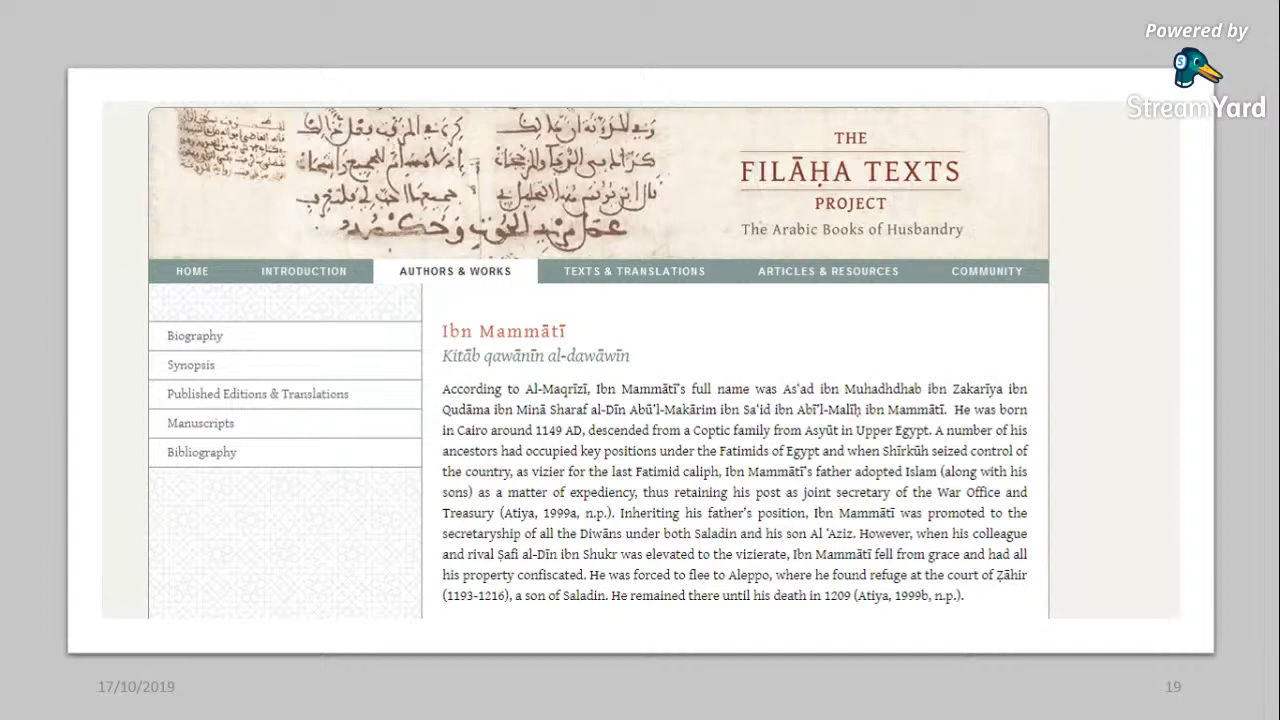 Powered by
StreamYard
THE
FILĀḤA TEXTS
PROJECT
The Arabic Books of Husbandry
HOME INTRODUCTION AUTHORS & WORKS TEXTS & TRANSLATIONS ARTICLES & RESOURCES COMMUNITY
Biography
Synopsis
Published Editions & Translations
Manuscripts
Bibliography
Ibn Mammātī
Kitāb qawānīn al-dawāwīn
According to Al-Maqrīzī, Ibn Mammātī's full name was As'ad ibn Muhadhdhab ibn Zakarīya ibn
Qudāma ibn Minā Sharaf al-Dīn Abū'l-Makārim ibn Sa'id ibn Abī'l-Malīḥ ibn Mammātī. He was born
in Cairo around 1149 AD, descended from a Coptic family from Asyūt in Upper Egypt. A number of his
ancestors had occupied key positions under the Fatimids of Egypt and when Shīrkūh seized control of
the country, as vizier for the last Fatimid caliph, Ibn Mammātī's father adopted Islam (along with his
sons) as a matter of expediency, thus retaining his post as joint secretary of the War Office and
Treasury (Atiya, 1999a, n.p.). Inheriting his father's position, Ibn Mammātī was promoted to the
secretaryship of all the Diwāns under both Saladin and his son Al 'Aziz. However, when his colleague
and rival Ṣafi al-Dīn ibn Shukr was elevated to the vizierate, Ibn Mammātī fell from grace and had all
his property confiscated. He was forced to flee to Aleppo, where he found refuge at the court of Ẓāhir
(1193-1216), a son of Saladin. He remained there until his death in 1209 (Atiya, 1999b, n.p.).
17/10/2019
19